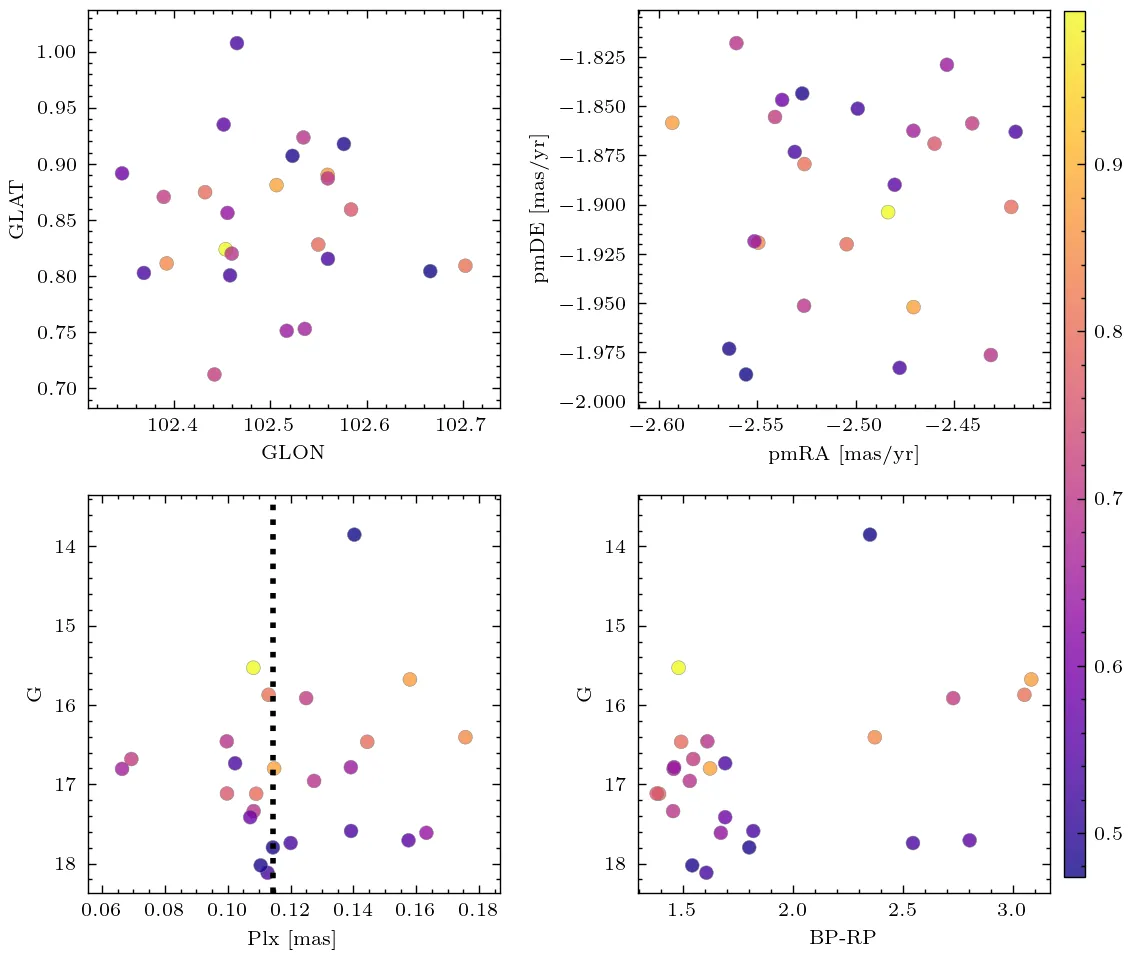 1.00
0.95
0.90
0.85
0.80
0.75
0.70
GLAT
102.4 102.5 102.6 102.7
GLON
−1.825
−1.850
−1.875
−1.900
−1.925
−1.950
−1.975
−2.000
pmDE [mas/yr]
−2.60 −2.55 −2.50 −2.45
pmRA [mas/yr]
14
15
16
17
18
G
0.06 0.08 0.10 0.12 0.14 0.16 0.18
Plx [mas]
14
15
16
17
18
G
1.5 2.0 2.5 3.0
BP-RP
0.9
0.8
0.7
0.6
0.5